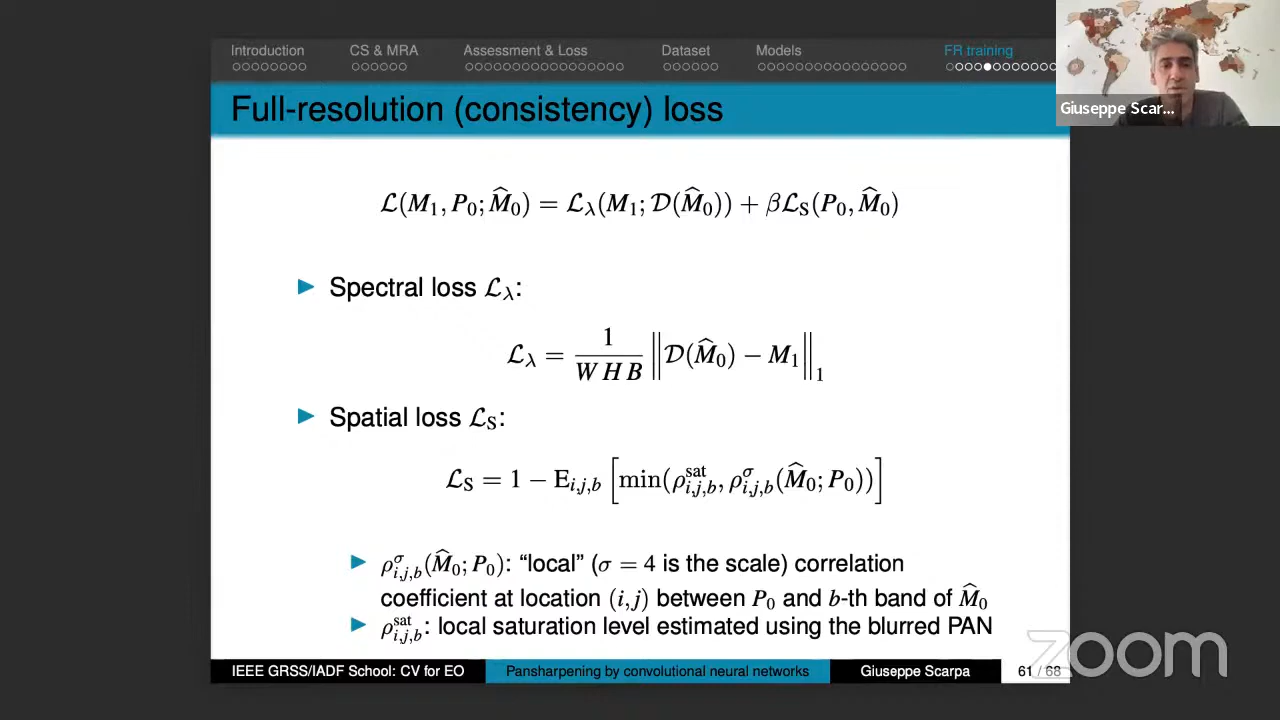 Introduction CS & MRA Assessment & Loss Dataset Models FR training
Giuseppe Scar...
Full-resolution (consistency) loss
ℒ(M₁, P₀; M̂₀) = ℒ_λ(M₁; 𝒟(M̂₀)) + βℒ_S(P₀, M̂₀)
▶ Spectral loss ℒ_λ:
ℒ_λ = 1/(W H B) ‖𝒟(M̂₀) − M₁‖₁
▶ Spatial loss ℒ_S:
ℒ_S = 1 − E_{i,j,b} [min(ρ^{sat}_{i,j,b}, ρ^σ_{i,j,b}(M̂₀; P₀))]
▶ ρ^σ_{i,j,b}(M̂₀; P₀): “local” (σ = 4 is the scale) correlation
coefficient at location (i,j) between P₀ and b-th band of M̂₀
▶ ρ^{sat}_{i,j,b}: local saturation level estimated using the blurred PAN
zoom
IEEE GRSS/IADF School: CV for EO Pansharpening by convolutional neural networks Giuseppe Scarpa 61 / 68